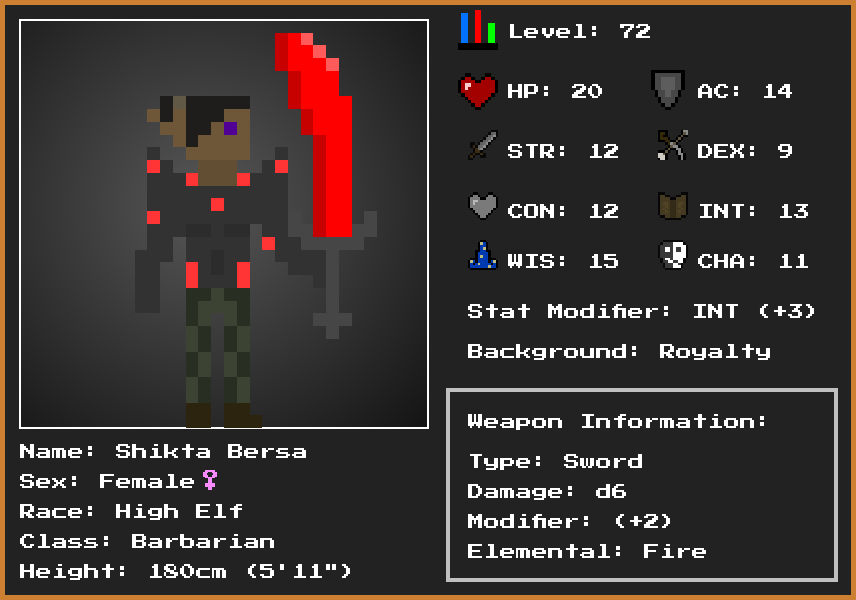 Level: 72
HP: 20
AC: 14
STR: 12
DEX: 9
CON: 12
INT: 13
WIS: 15
CHA: 11
Stat Modifier: INT (+3)
Background: Royalty
Weapon Information:
Type: Sword
Damage: d6
Modifier: (+2)
Elemental: Fire
Name: Shikta Bersa
Sex: Female♀
Race: High Elf
Class: Barbarian
Height: 180cm (5'11")